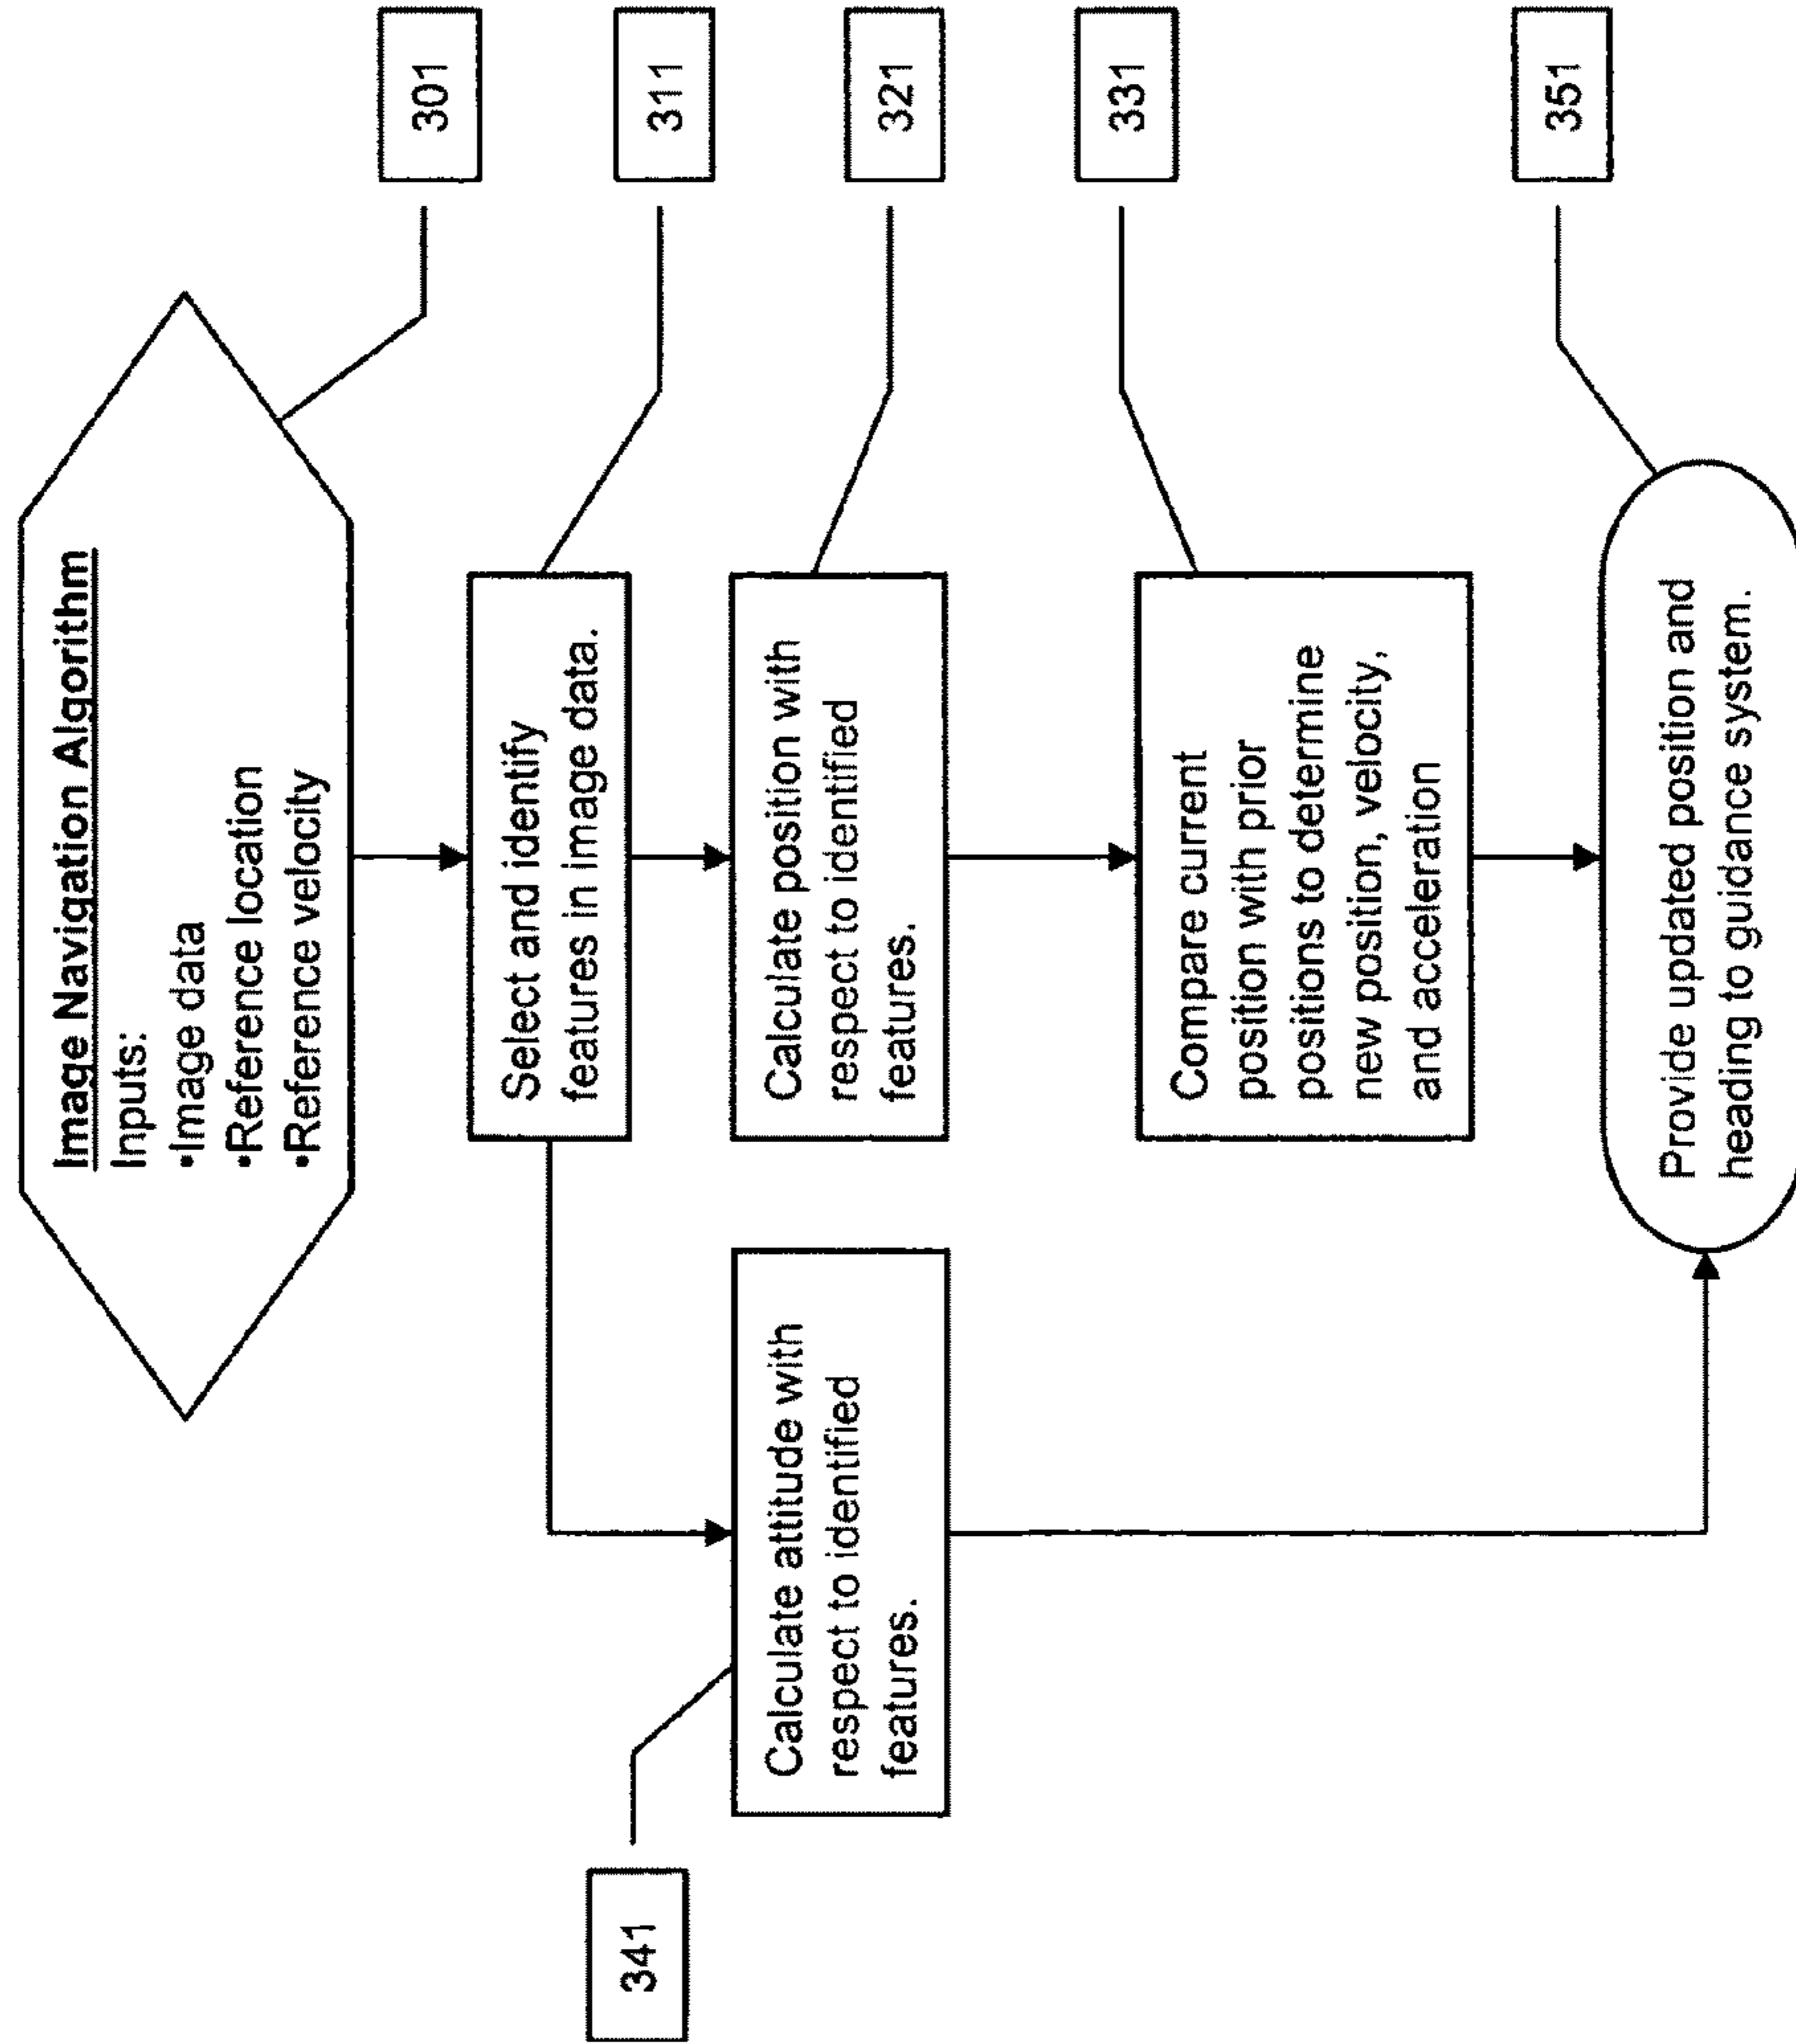 Image Navigation Algorithm
Inputs:
•Image data
•Reference location
•Reference velocity
301
Select and identify
features in image data.
311
Calculate position with
respect to identified
features.
321
Compare current
position with prior
positions to determine
new position, velocity,
and acceleration
331
341
Calculate attitude with
respect to identified
features.
Provide updated position and
heading to guidance system.
351